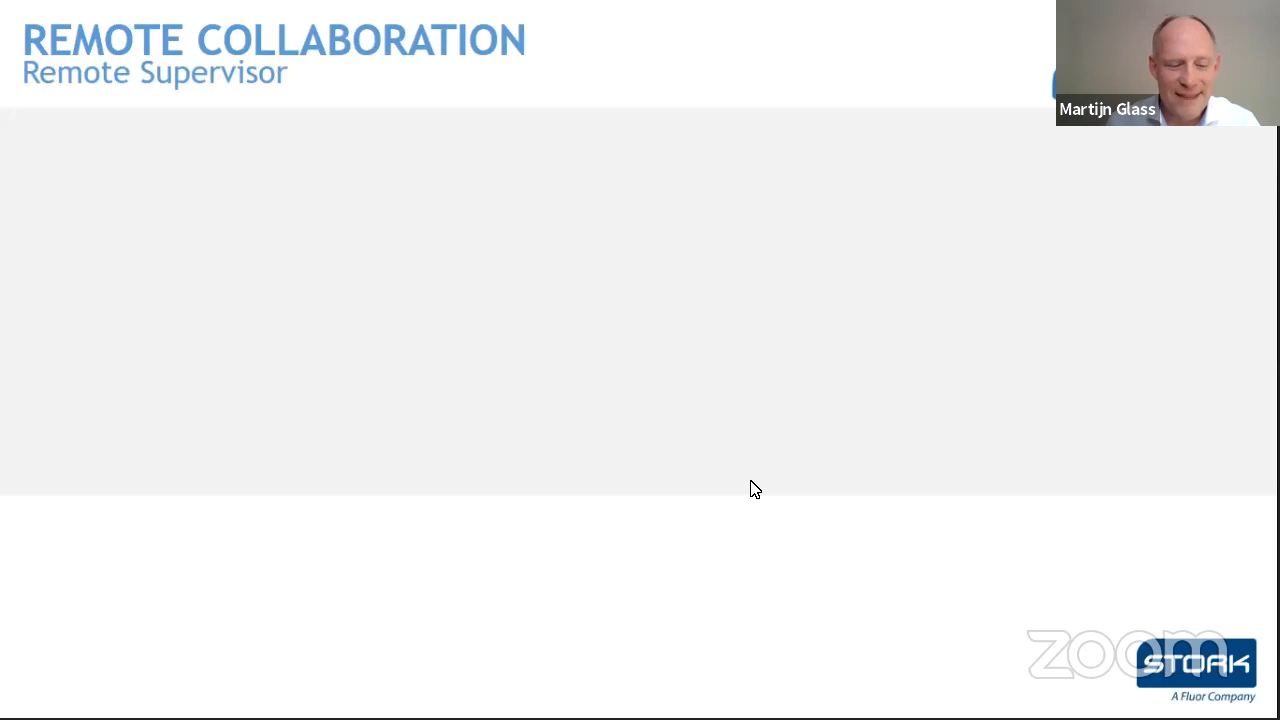 REMOTE COLLABORATION
Remote Supervisor
Martijn Glass
zoom
STORK
A Fluor Company